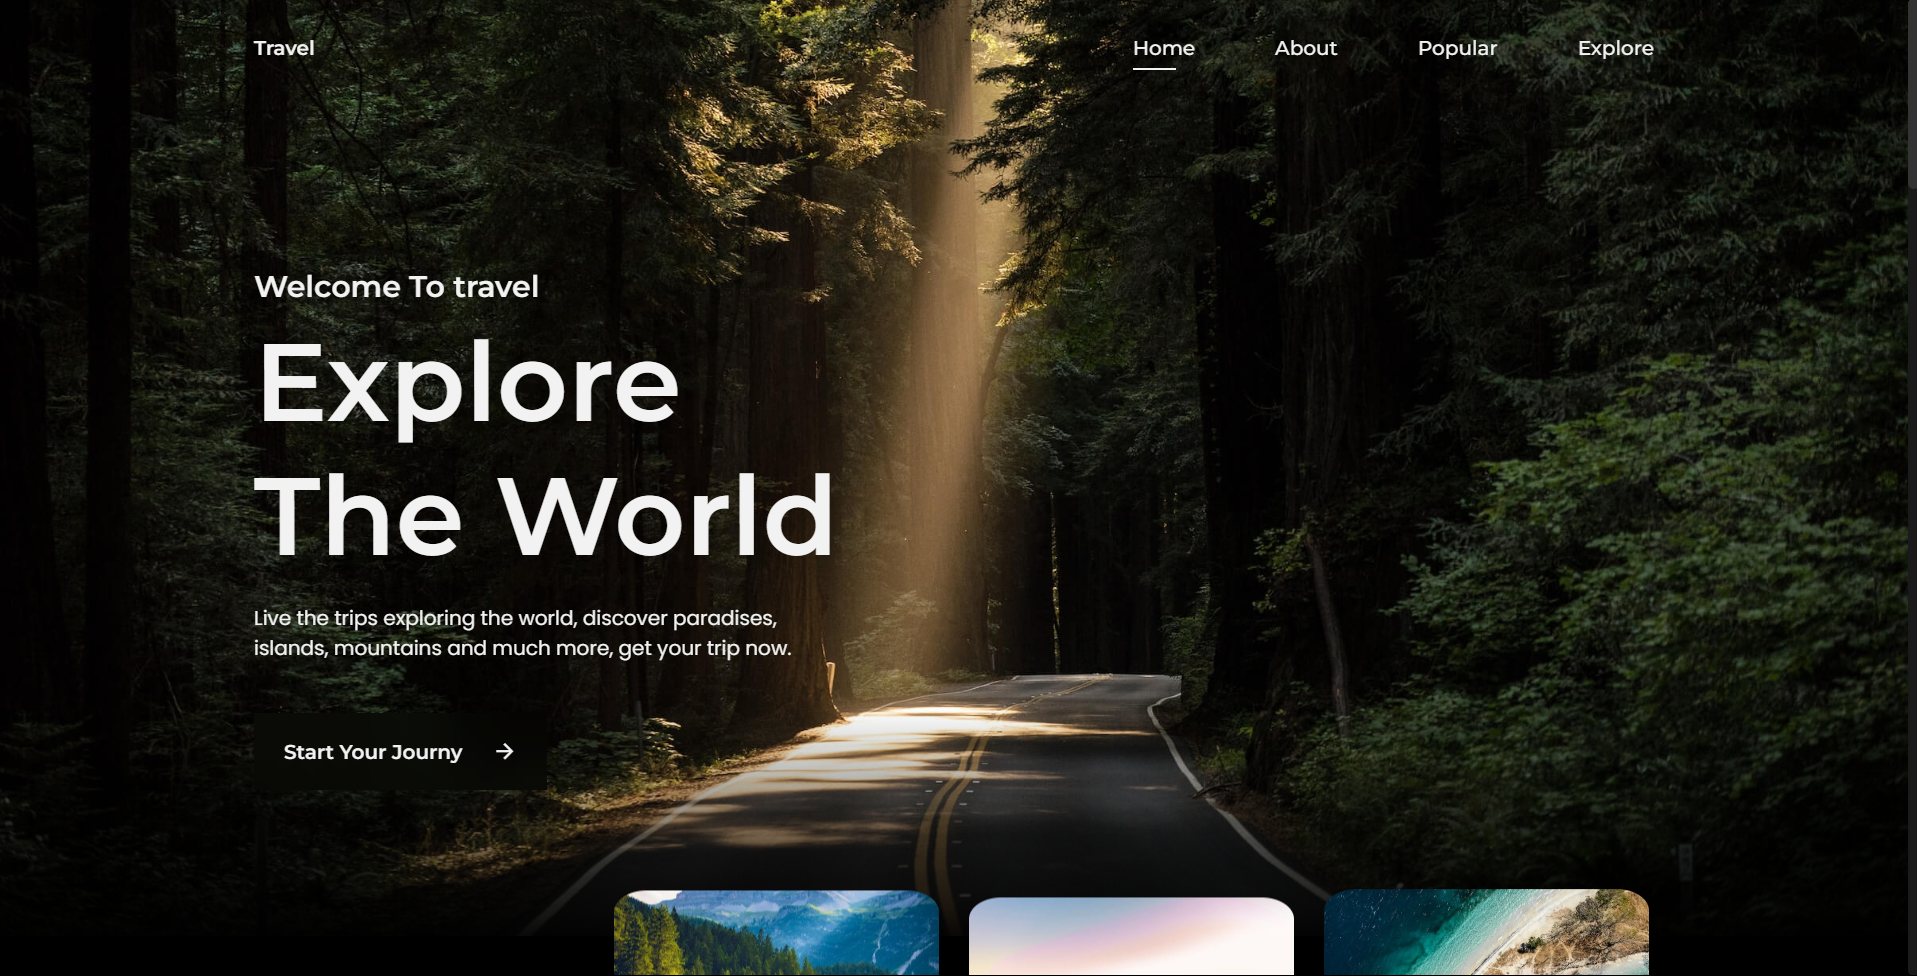 Travel
Home
About
Popular
Explore
Welcome To travel
Explore
The World
Live the trips exploring the world, discover paradises,
islands, mountains and much more, get your trip now.
Start Your Journy